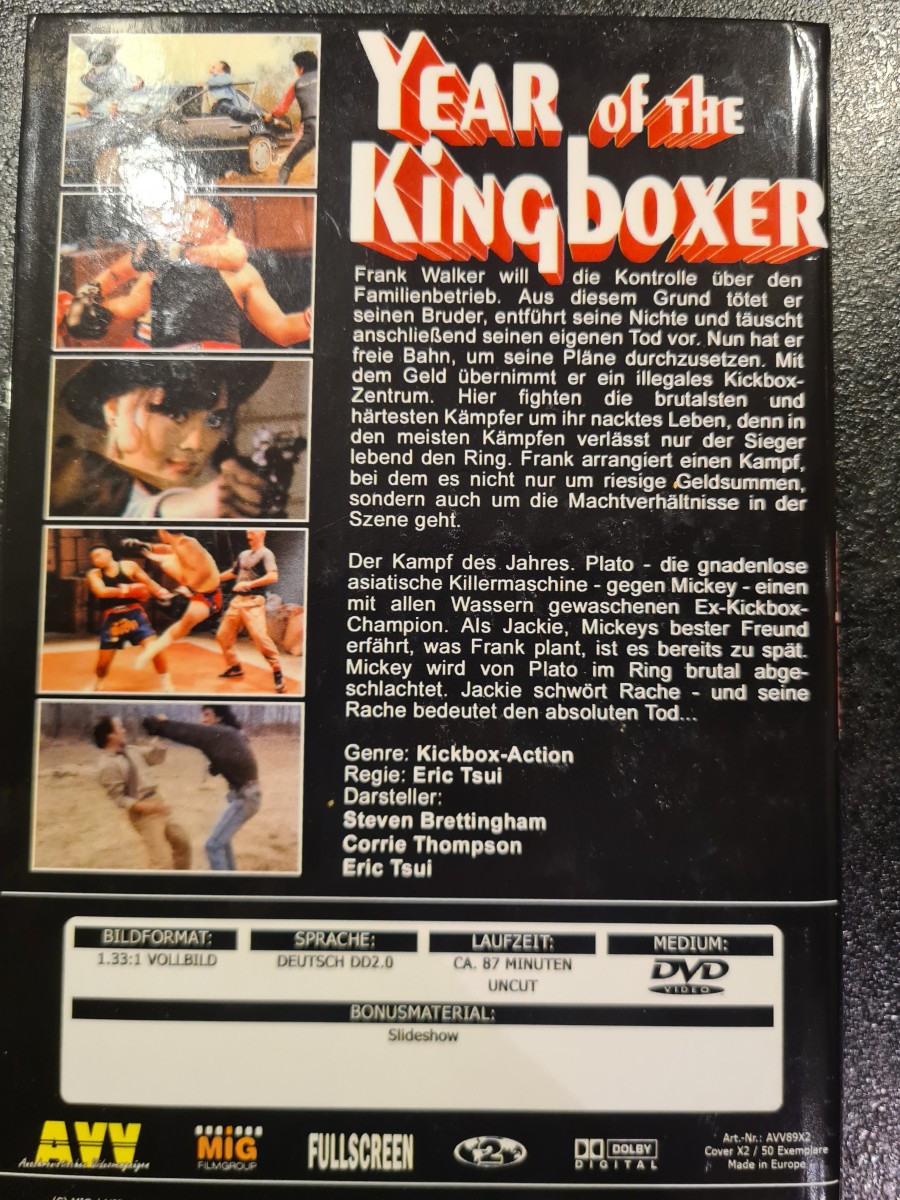 YEAR OF THE
KINGBOXER
Frank Walker will die Kontrolle über den
Familienbetrieb. Aus diesem Grund tötet er
seinen Bruder, entführt seine Nichte und täuscht
anschließend seinen eigenen Tod vor. Nun hat er
freie Bahn, um seine Pläne durchzusetzen. Mit
dem Geld übernimmt er ein illegales Kickbox-
Zentrum. Hier fighten die brutalsten und
härtesten Kämpfer um ihr nacktes Leben, denn in
den meisten Kämpfen verlässt nur der Sieger
lebend den Ring. Frank arrangiert einen Kampf,
bei dem es nicht nur um riesige Geldsummen,
sondern auch um die Machtverhältnisse in der
Szene geht.
Der Kampf des Jahres. Plato - die gnadenlose
asiatische Killermaschine - gegen Mickey - einen
mit allen Wassern gewaschenen Ex-Kickbox-
Champion. Als Jackie, Mickeys bester Freund
erfährt, was Frank plant, ist es bereits zu spät.
Mickey wird von Plato im Ring brutal abge-
schlachtet. Jackie schwört Rache - und seine
Rache bedeutet den absoluten Tod...
Genre: Kickbox-Action
Regie: Eric Tsui
Darsteller:
Steven Brettingham
Corrie Thompson
Eric Tsui
BILDFORMAT: SPRACHE: LAUFZEIT: MEDIUM:
1.33:1 VOLLBILD DEUTSCH DD2.0 CA. 87 MINUTEN DVD
UNCUT VIDEO
BONUSMATERIAL:
Slideshow
AVV MIG FULLSCREEN 2 DOLBY
FILMGROUP DIGITAL
Art.-Nr.: AVV89X2
Cover X2 / 50 Exemplare
Made in Europe